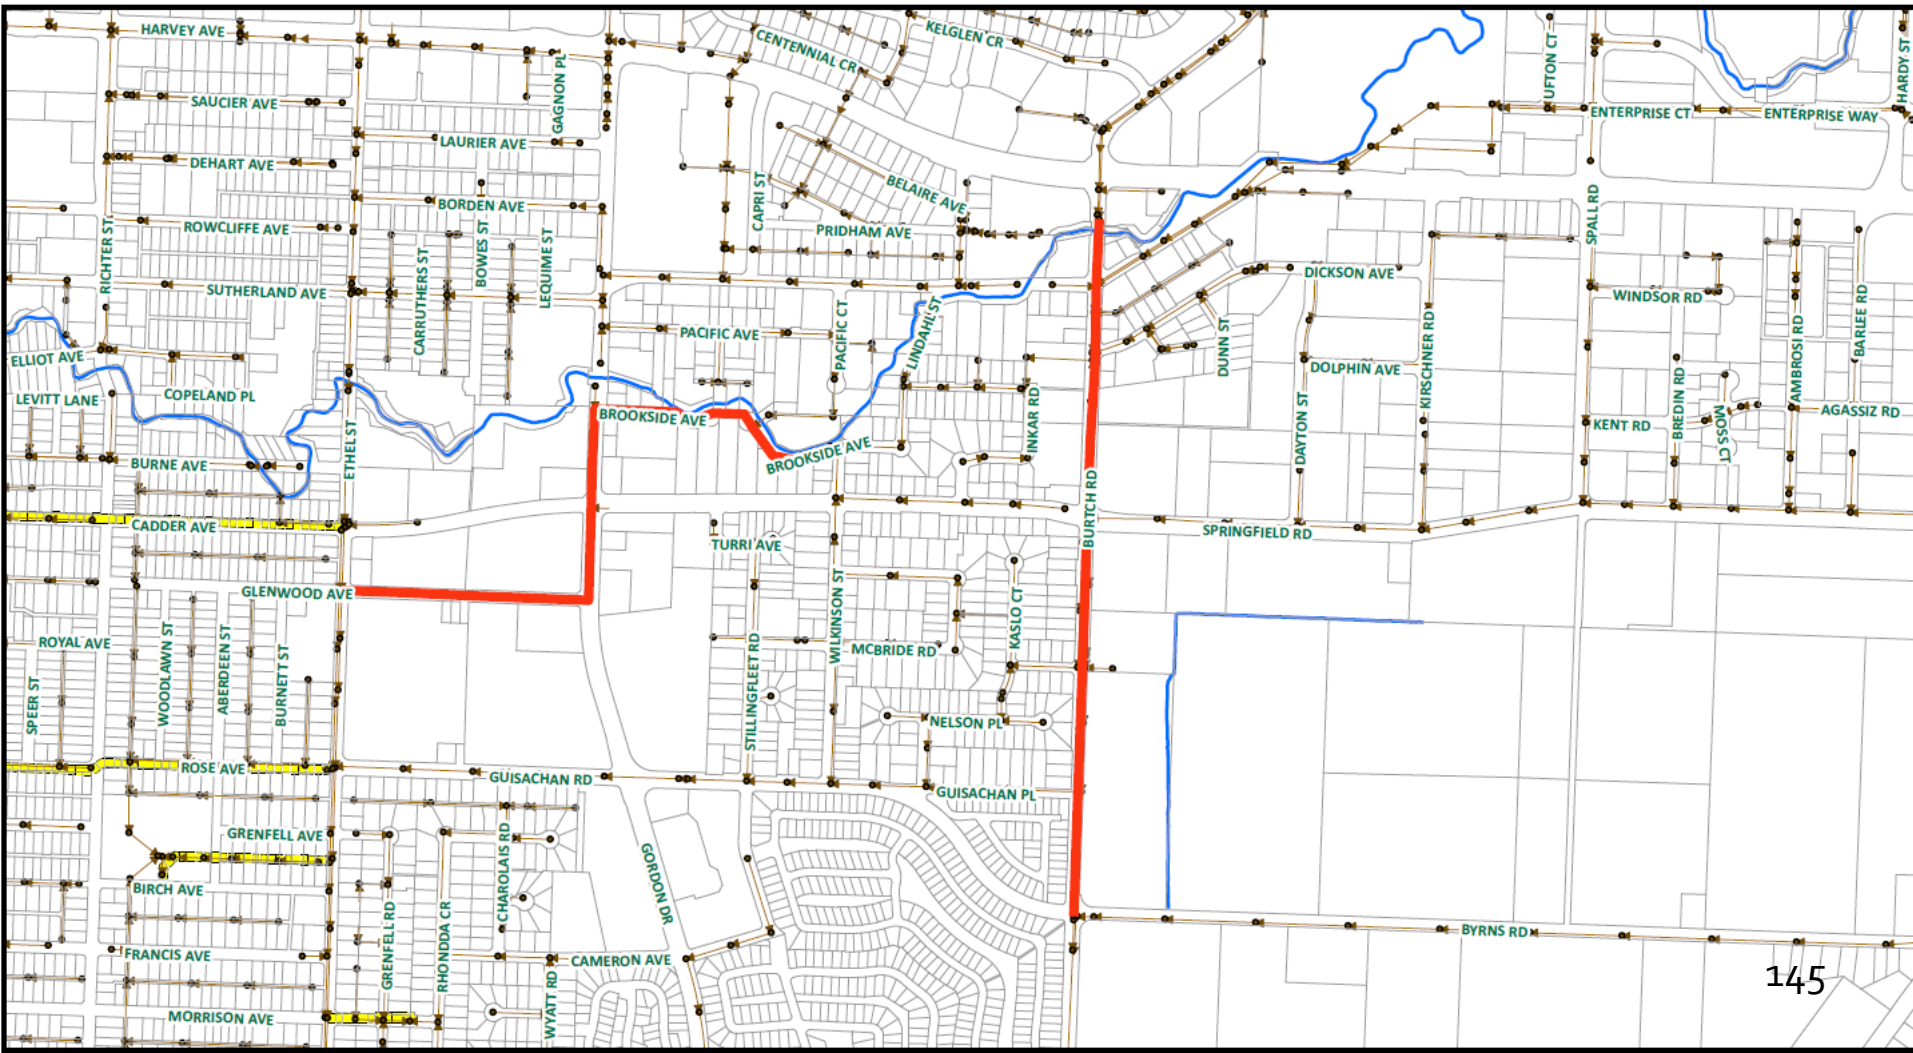 HARVEY AVE
CENTENNIAL CR
KELGLEN CR
UFTON CT
HARDY ST
GAGNON PL
SAUCIER AVE
ENTERPRISE CT
ENTERPRISE WAY
LAURIER AVE
DEHART AVE
CAPRI ST
BELAIRE AVE
SPALL RD
BORDEN AVE
ROWCLIFFE AVE
BOWES ST
PRIDHAM AVE
RICHTER ST
LEQUIME ST
CARRUTHERS ST
DICKSON AVE
SUTHERLAND AVE
WINDSOR RD
BARLEE RD
PACIFIC AVE
PACIFIC CT
LINDAHL ST
DUNN ST
KIRSCHNER RD
AMBROSI RD
ELLIOT AVE
DOLPHIN AVE
COPELAND PL
LEVITT LANE
BREDIN RD
INKAR RD
AGASSIZ RD
BROOKSIDE AVE
DAYTON ST
KENT RD
MOSS CT
ETHEL ST
BROOKSIDE AVE
BURNE AVE
BURTCH RD
CADDER AVE
SPRINGFIELD RD
TURRI AVE
GLENWOOD AVE
WILKINSON ST
KASLO CT
ROYAL AVE
WOODLAWN ST
ABERDEEN ST
BURNETT ST
MCBRIDE RD
SPEER ST
STILLINGFLEET RD
NELSON PL
ROSE AVE
GUISACHAN RD
GUISACHAN PL
GRENFELL AVE
CHAROLAIS RD
GORDON DR
BIRCH AVE
GRENFELL RD
RHONDDA CR
BYRNS RD
FRANCIS AVE
CAMERON AVE
145
WYATT RD
MORRISON AVE